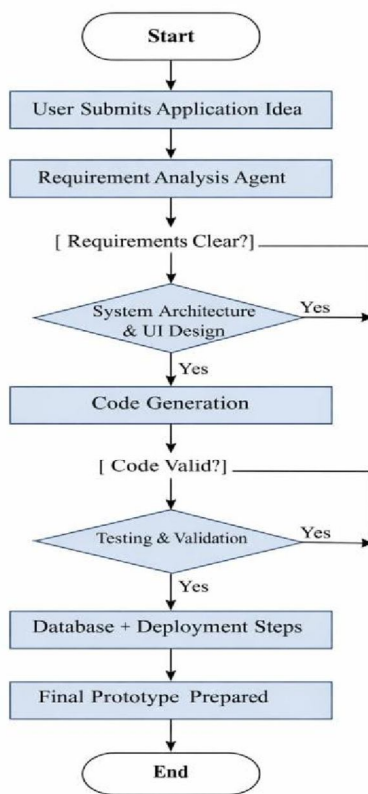 Start
User Submits Application Idea
Requirement Analysis Agent
[ Requirements Clear?]
System Architecture
& UI Design
Yes
Yes
Code Generation
[ Code Valid?]
Testing & Validation
Yes
Yes
Database + Deployment Steps
Final Prototype Prepared
End